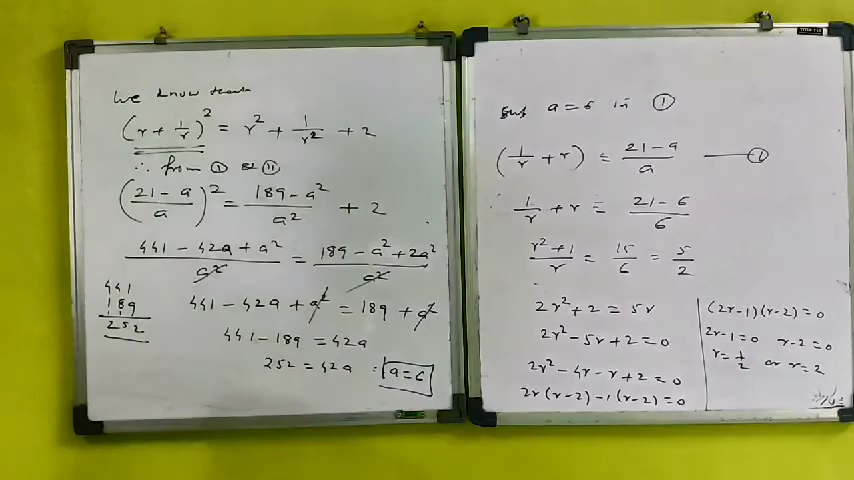 We know that
(r + 1/r)² = r² + 1/r² + 2
∴ from ① & ⑪
((21 - a)/a)² = (189 - a²)/a² + 2
(441 - 42a + a²)/a² = (189 - a² + 2a²)/a²
441 - 42a + a² = 189 + a²
441
189
252
441 - 189 = 42a
252 = 42a ∴ a = 6
Put a = 6 in ①
(1/r + r) = (21 - a)/a —— ①
1/r + r = (21 - 6)/6
(r² + 1)/r = 15/6 = 5/2
2r² + 2 = 5r
2r² - 5r + 2 = 0
2r² - 4r - r + 2 = 0
2r(r - 2) - 1(r - 2) = 0
(2r - 1)(r - 2) = 0
2r - 1 = 0 r - 2 = 0
r = 1/2 or r = 2